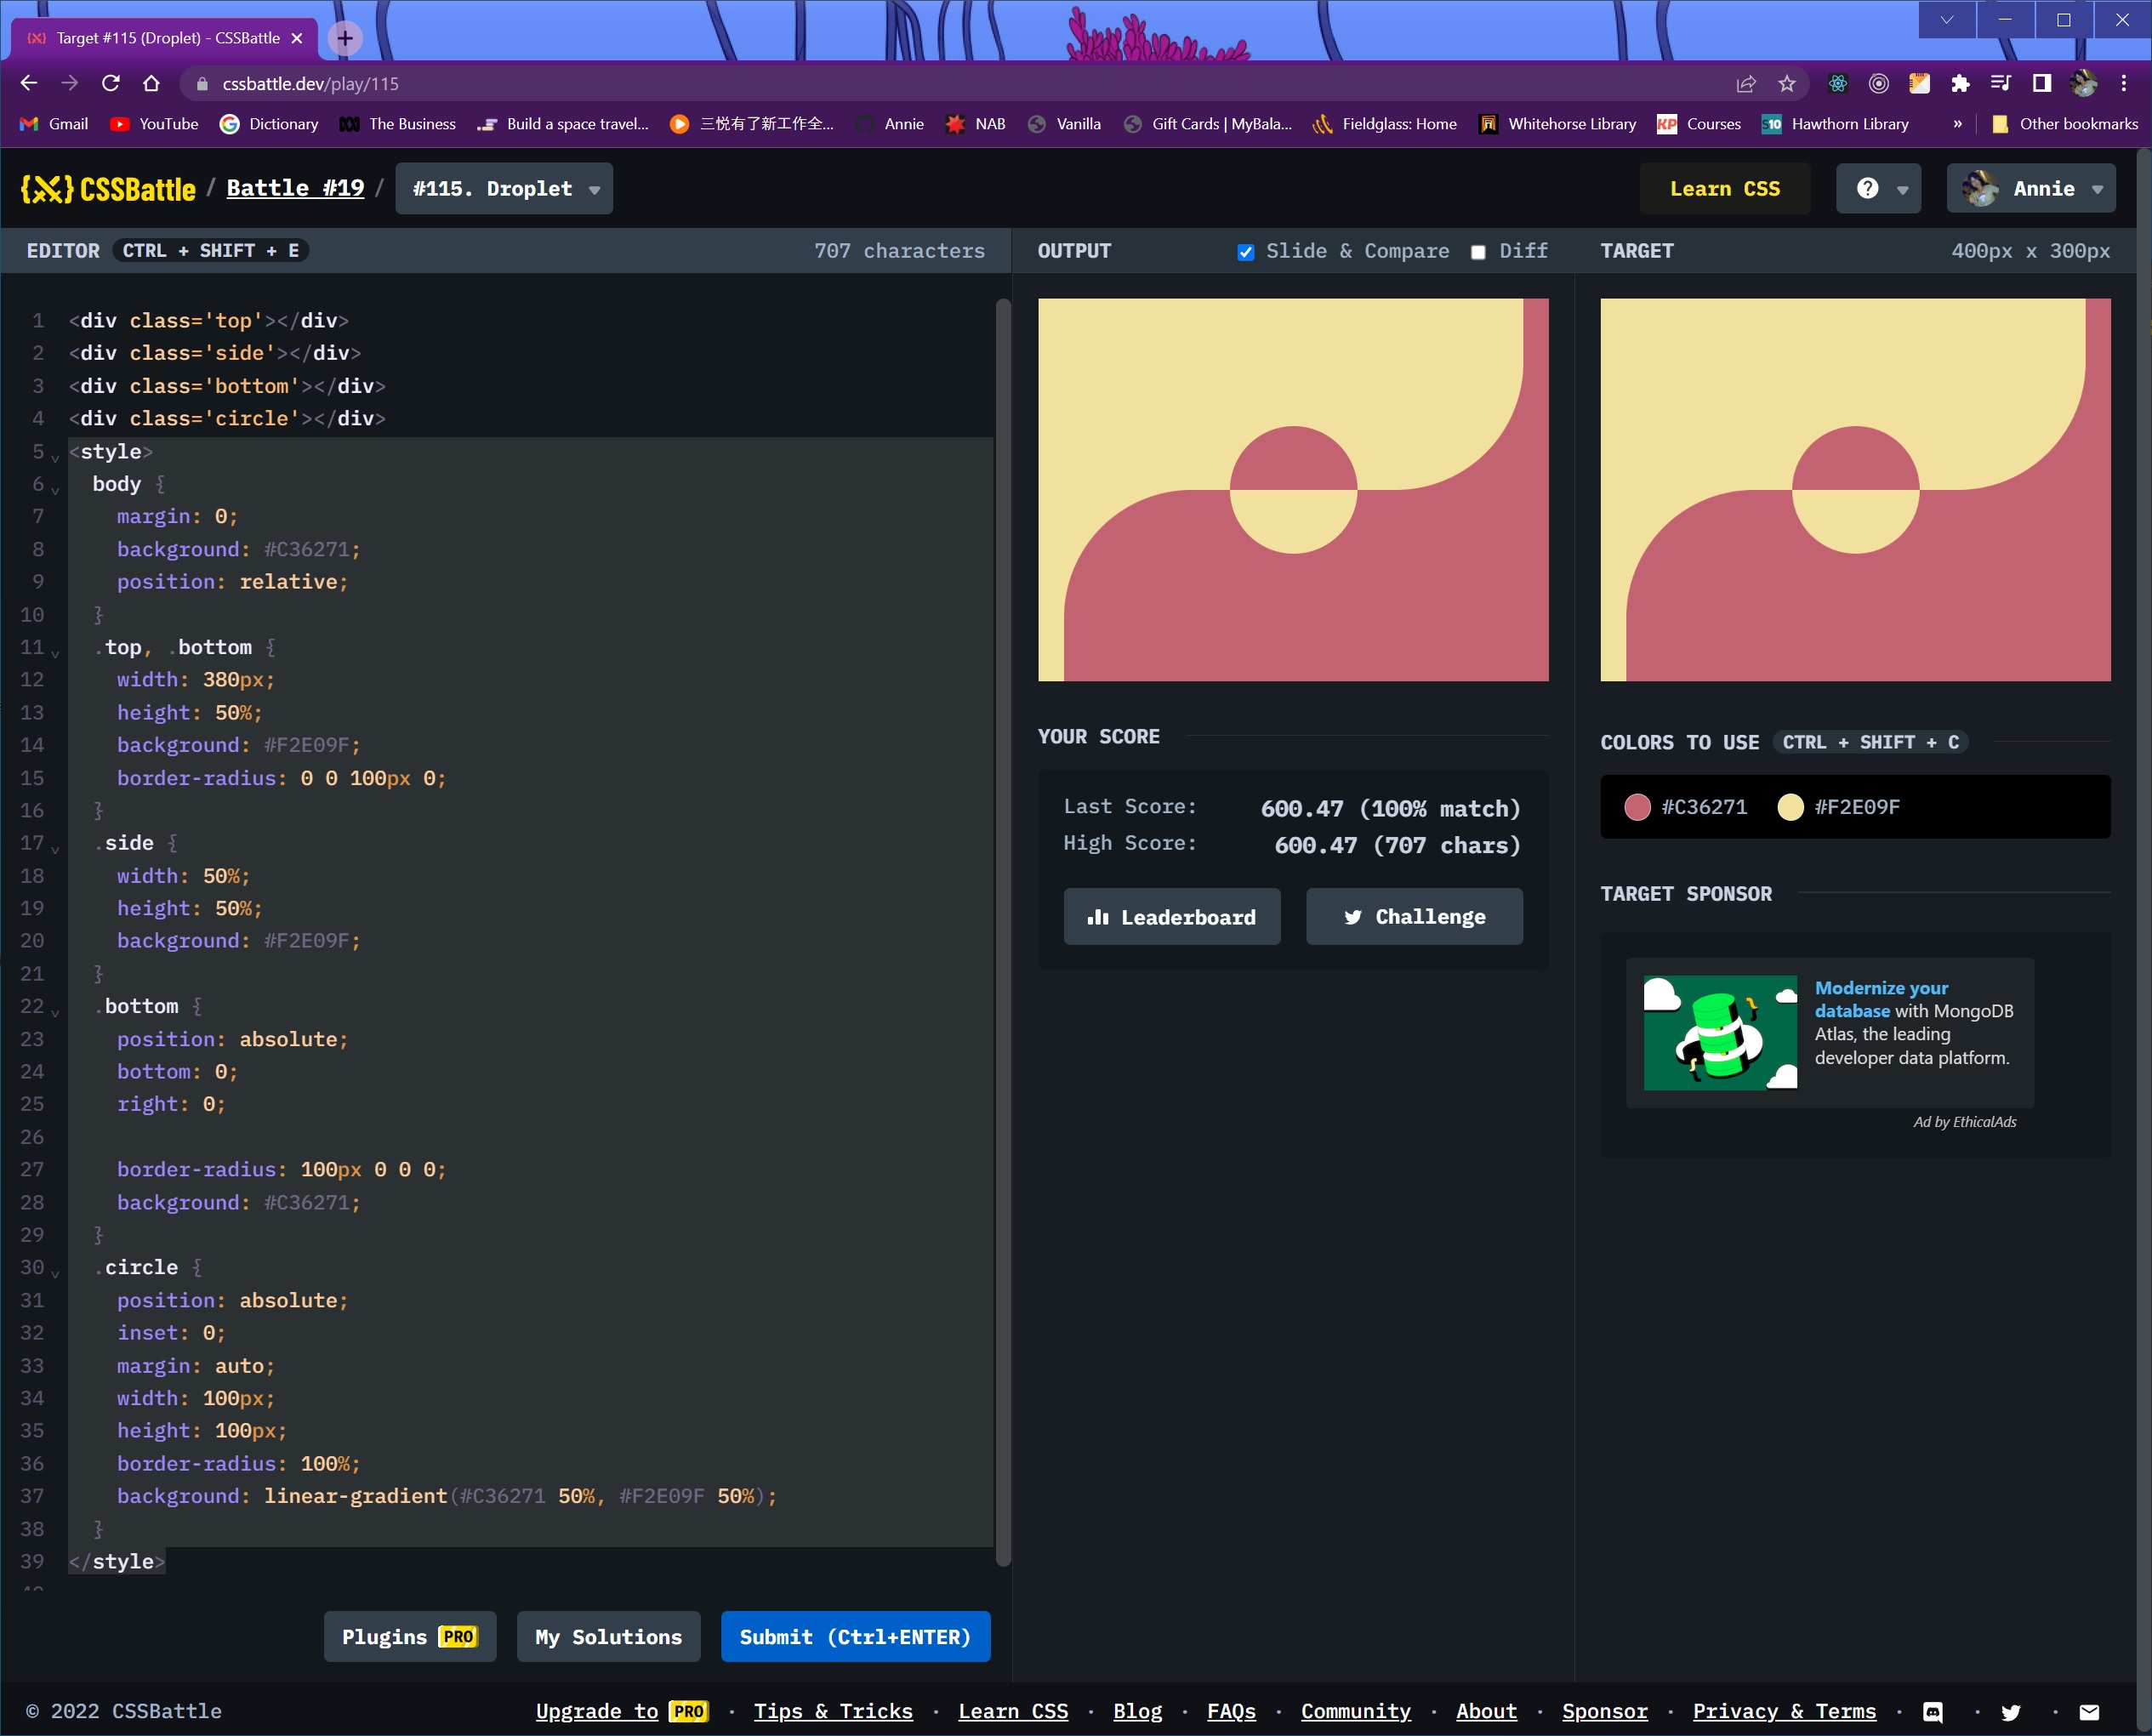 Target #115 (Droplet) - CSSBattle
cssbattle.dev/play/115
Gmail YouTube Dictionary The Business Build a space travel... 三悦有了新工作全... Annie NAB Vanilla Gift Cards | MyBala... Fieldglass: Home Whitehorse Library KP Courses S10 Hawthorn Library » Other bookmarks
CSSBattle / Battle #19 / #115. Droplet Learn CSS Annie
EDITOR CTRL + SHIFT + E 707 characters
1 <div class='top'></div>
2 <div class='side'></div>
3 <div class='bottom'></div>
4 <div class='circle'></div>
5 <style>
6 body {
7 margin: 0;
8 background: #C36271;
9 position: relative;
10 }
11 .top, .bottom {
12 width: 380px;
13 height: 50%;
14 background: #F2E09F;
15 border-radius: 0 0 100px 0;
16 }
17 .side {
18 width: 50%;
19 height: 50%;
20 background: #F2E09F;
21 }
22 .bottom {
23 position: absolute;
24 bottom: 0;
25 right: 0;
26
27 border-radius: 100px 0 0 0;
28 background: #C36271;
29 }
30 .circle {
31 position: absolute;
32 inset: 0;
33 margin: auto;
34 width: 100px;
35 height: 100px;
36 border-radius: 100%;
37 background: linear-gradient(#C36271 50%, #F2E09F 50%);
38 }
39 </style>
Plugins PRO My Solutions Submit (Ctrl+ENTER)
OUTPUT Slide & Compare Diff
YOUR SCORE
Last Score: 600.47 (100% match)
High Score: 600.47 (707 chars)
Leaderboard Challenge
TARGET 400px x 300px
COLORS TO USE CTRL + SHIFT + C
#C36271 #F2E09F
TARGET SPONSOR
Modernize your
database with MongoDB
Atlas, the leading
developer data platform.
Ad by EthicalAds
© 2022 CSSBattle Upgrade to PRO · Tips & Tricks · Learn CSS · Blog · FAQs · Community · About · Sponsor · Privacy & Terms · · ·